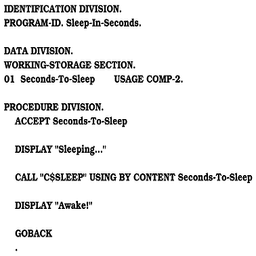 IDENTIFICATION DIVISION.
PROGRAM-ID. Sleep-In-Seconds.
DATA DIVISION.
WORKING-STORAGE SECTION.
01  Seconds-To-Sleep       USAGE COMP-2.
PROCEDURE DIVISION.
    ACCEPT Seconds-To-Sleep
    DISPLAY "Sleeping..."
    CALL "C$SLEEP" USING BY CONTENT Seconds-To-Sleep
    DISPLAY "Awake!"
    GOBACK
    .